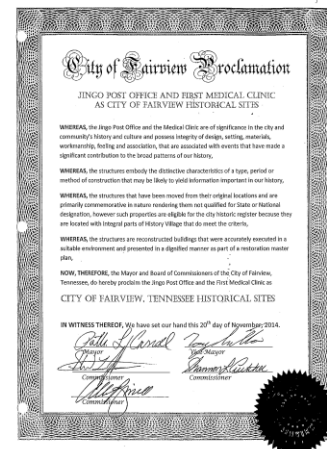 City of Fairview Proclamation
JINGO POST OFFICE AND FIRST MEDICAL CLINIC
AS CITY OF FAIRVIEW HISTORICAL SITES
WHEREAS, the Jingo Post Office and the Medical Clinic are of significance in the city and
community's history and culture and possess integrity of design, setting, materials,
workmanship, feeling and association, that are associated with events that have made a
significant contribution to the broad patterns of our history,
WHEREAS, the structures embody the distinctive characteristics of a type, period or
method of construction that may be likely to yield information important in our history,
WHEREAS, the structures that have been moved from their original locations and are
primarily commemorative in nature rendering them not qualified for State or National
designation, however such properties are eligible for the city historic register because they
are located with integral parts of History Village that do meet the criteria,
WHEREAS, the structures are reconstructed buildings that were accurately executed in a
suitable environment and presented in a dignified manner as part of a restoration master
plan,
NOW, THEREFORE, the Mayor and Board of Commissioners of the City of Fairview,
Tennessee, do hereby proclaim the Jingo Post Office and the First Medical Clinic as
CITY OF FAIRVIEW, TENNESSEE HISTORICAL SITES
IN WITNESS THEREOF, We have set our hand this 20th day of November, 2014.
Patti L Carroll
Mayor
Vice Mayor
Commissioner
Commissioner
Commissioner